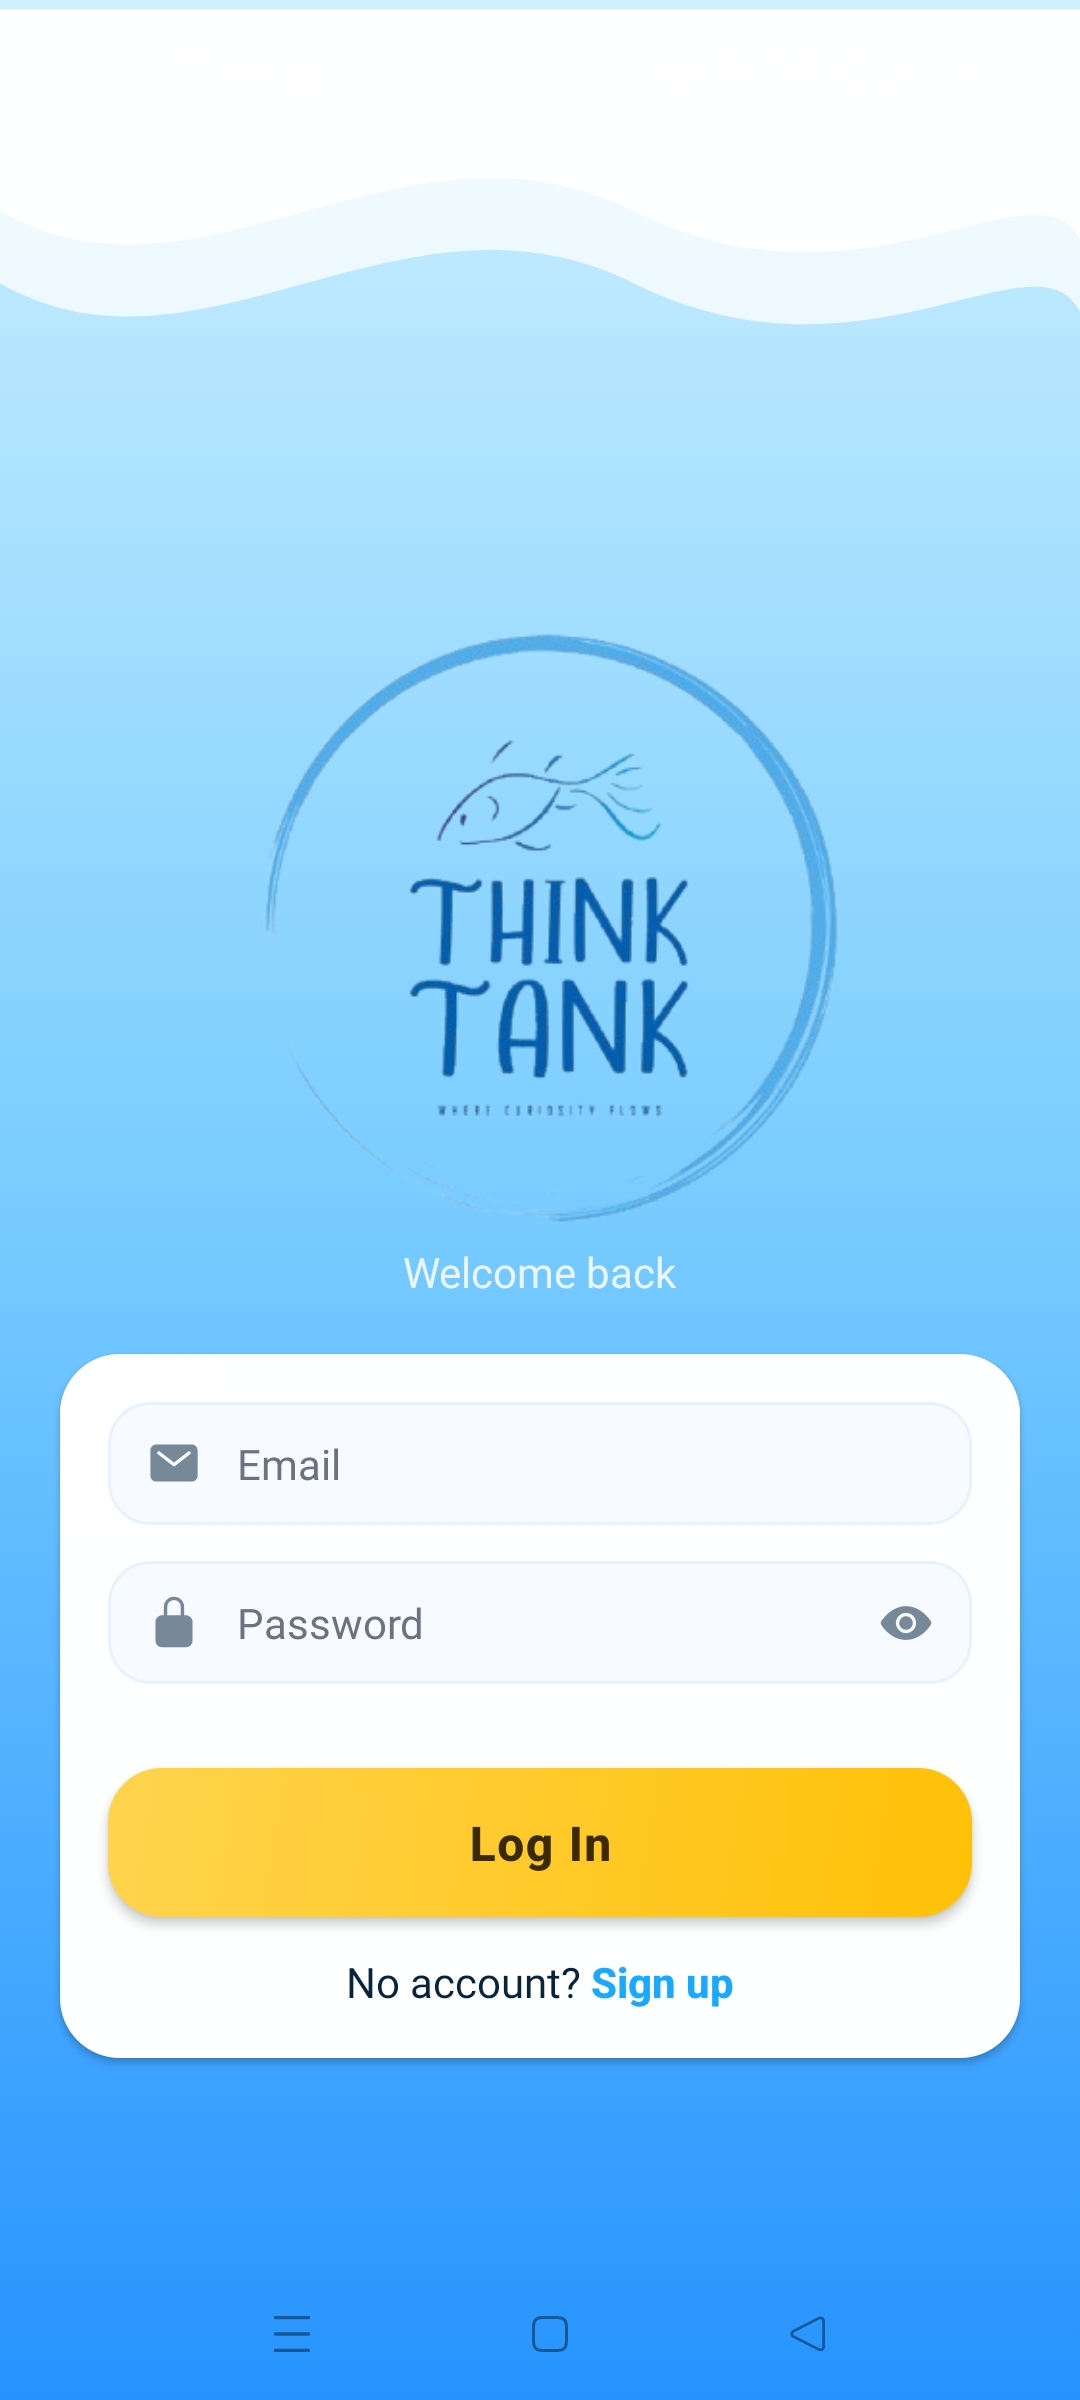 THINK
TANK
WHERE CURIOSITY FLOWS
Welcome back
Email
Password
Log In
No account? Sign up